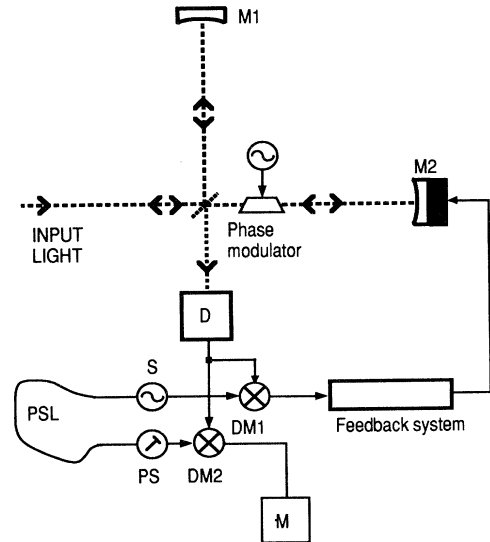 M1
M2
INPUT
LIGHT
Phase
modulator
D
S
PSL
DM1
Feedback system
PS
DM2
M